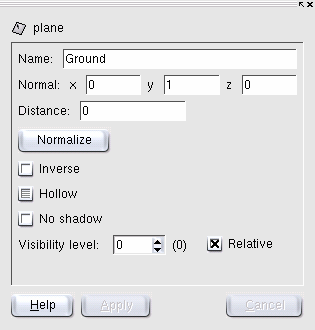 plane
Name: Ground
Normal: x 0 y 1 z 0
Distance: 0
Normalize
Inverse
Hollow
No shadow
Visibility level: 0 (0) Relative
Help Apply Cancel